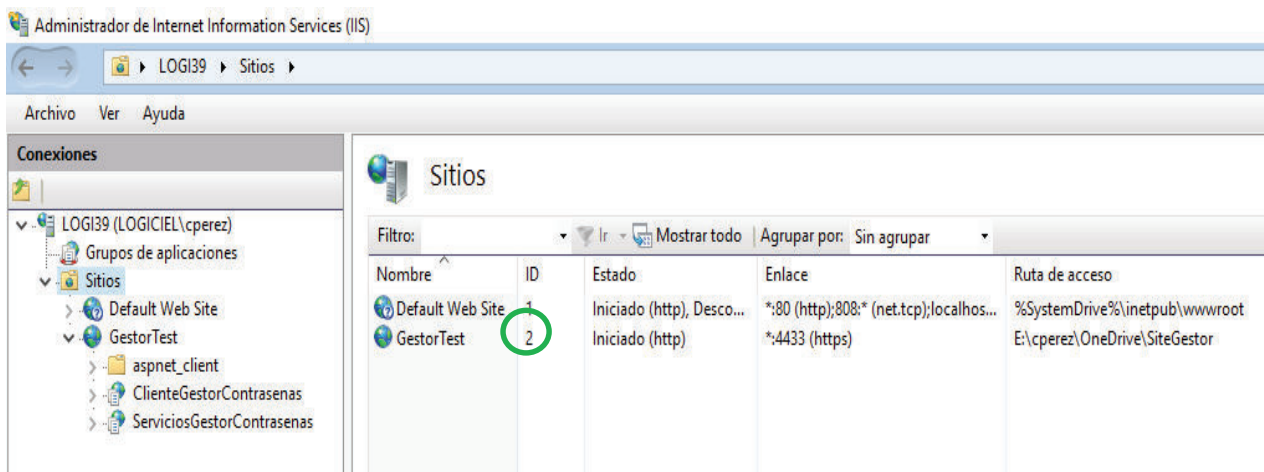 Administrador de Internet Information Services (IIS)
LOGI39 Sitios
Archivo Ver Ayuda
Conexiones
LOGI39 (LOGICIEL\cperez)
Grupos de aplicaciones
Sitios
Default Web Site
GestorTest
aspnet_client
ClienteGestorContrasenas
ServiciosGestorContrasenas
Sitios
Filtro: Ir Mostrar todo Agrupar por: Sin agrupar
Nombre ID Estado Enlace Ruta de acceso
Default Web Site 1 Iniciado (http), Desco... *:80 (http);808:* (net.tcp);localhos... %SystemDrive%\inetpub\wwwroot
GestorTest 2 Iniciado (http) *:4433 (https) E:\cperez\OneDrive\SiteGestor